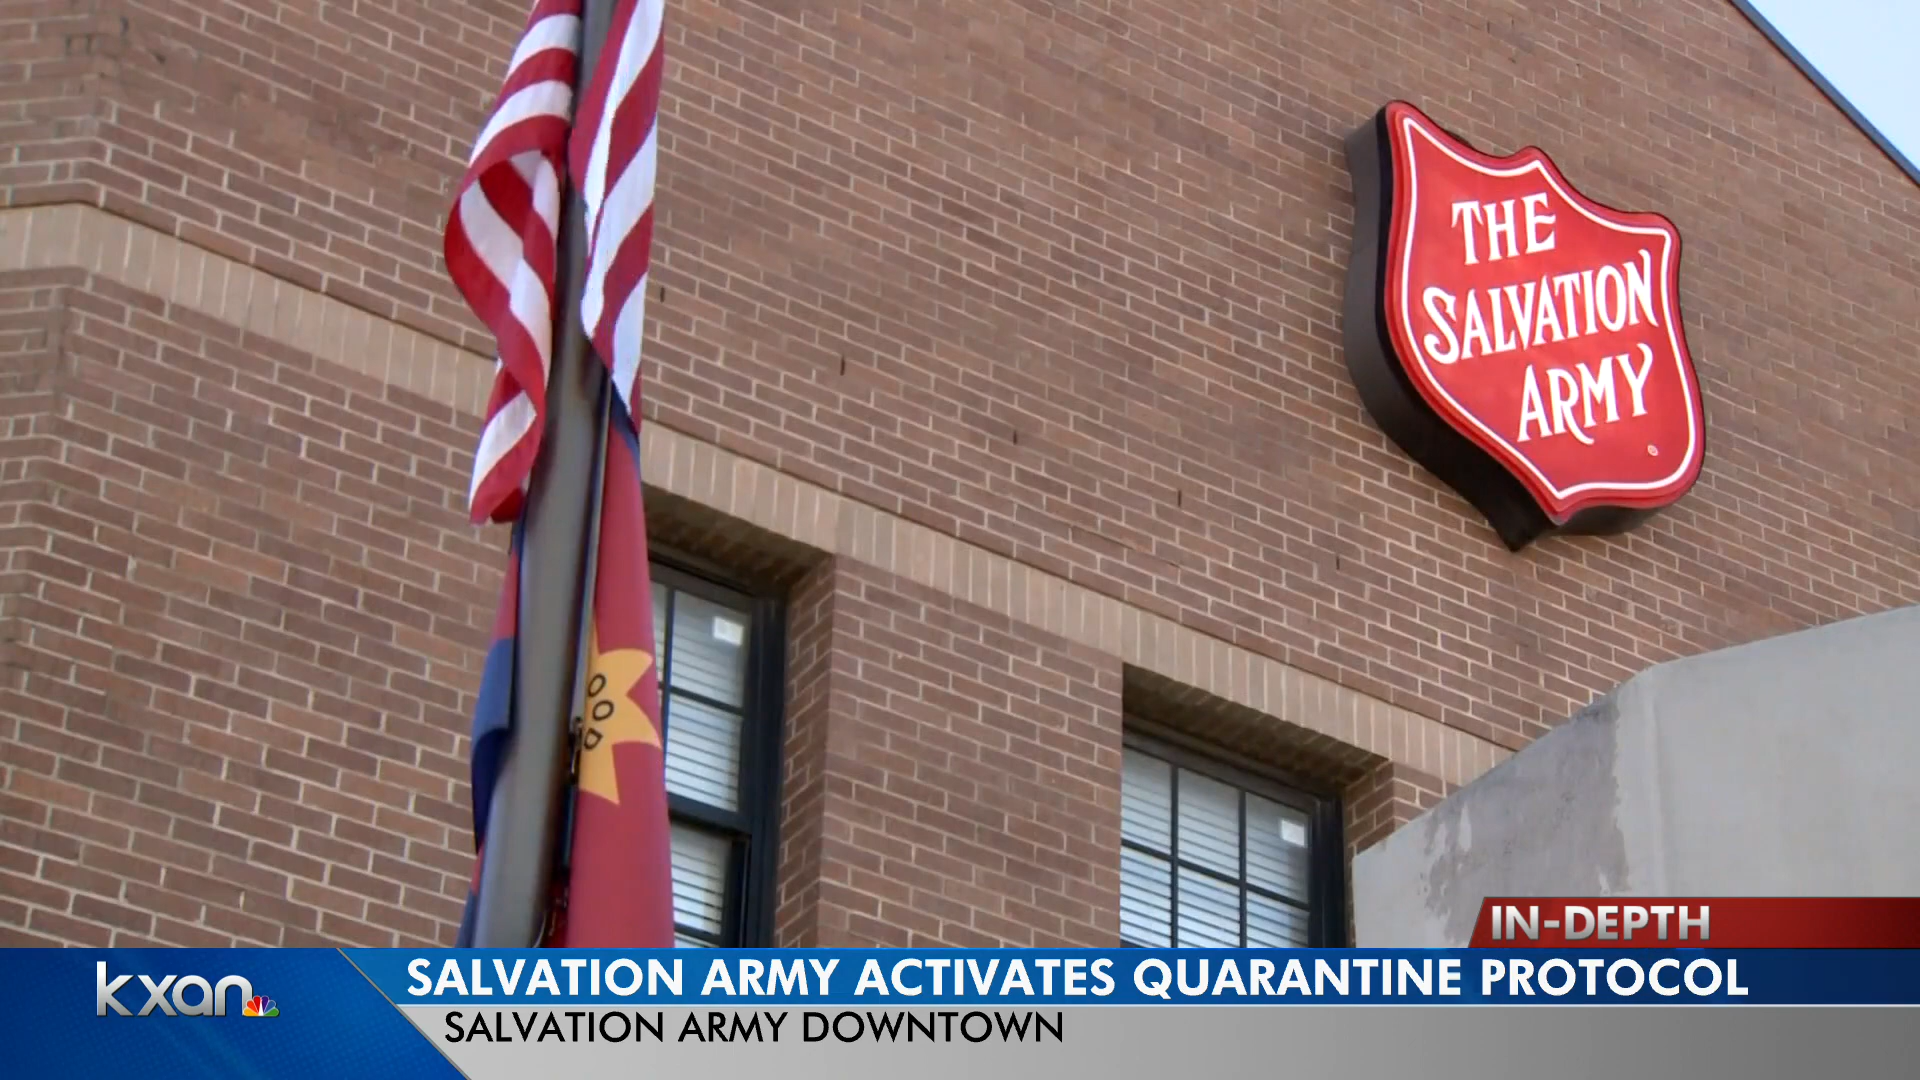 THE
SALVATION
ARMY
IN-DEPTH
kxan
SALVATION ARMY ACTIVATES QUARANTINE PROTOCOL
SALVATION ARMY DOWNTOWN